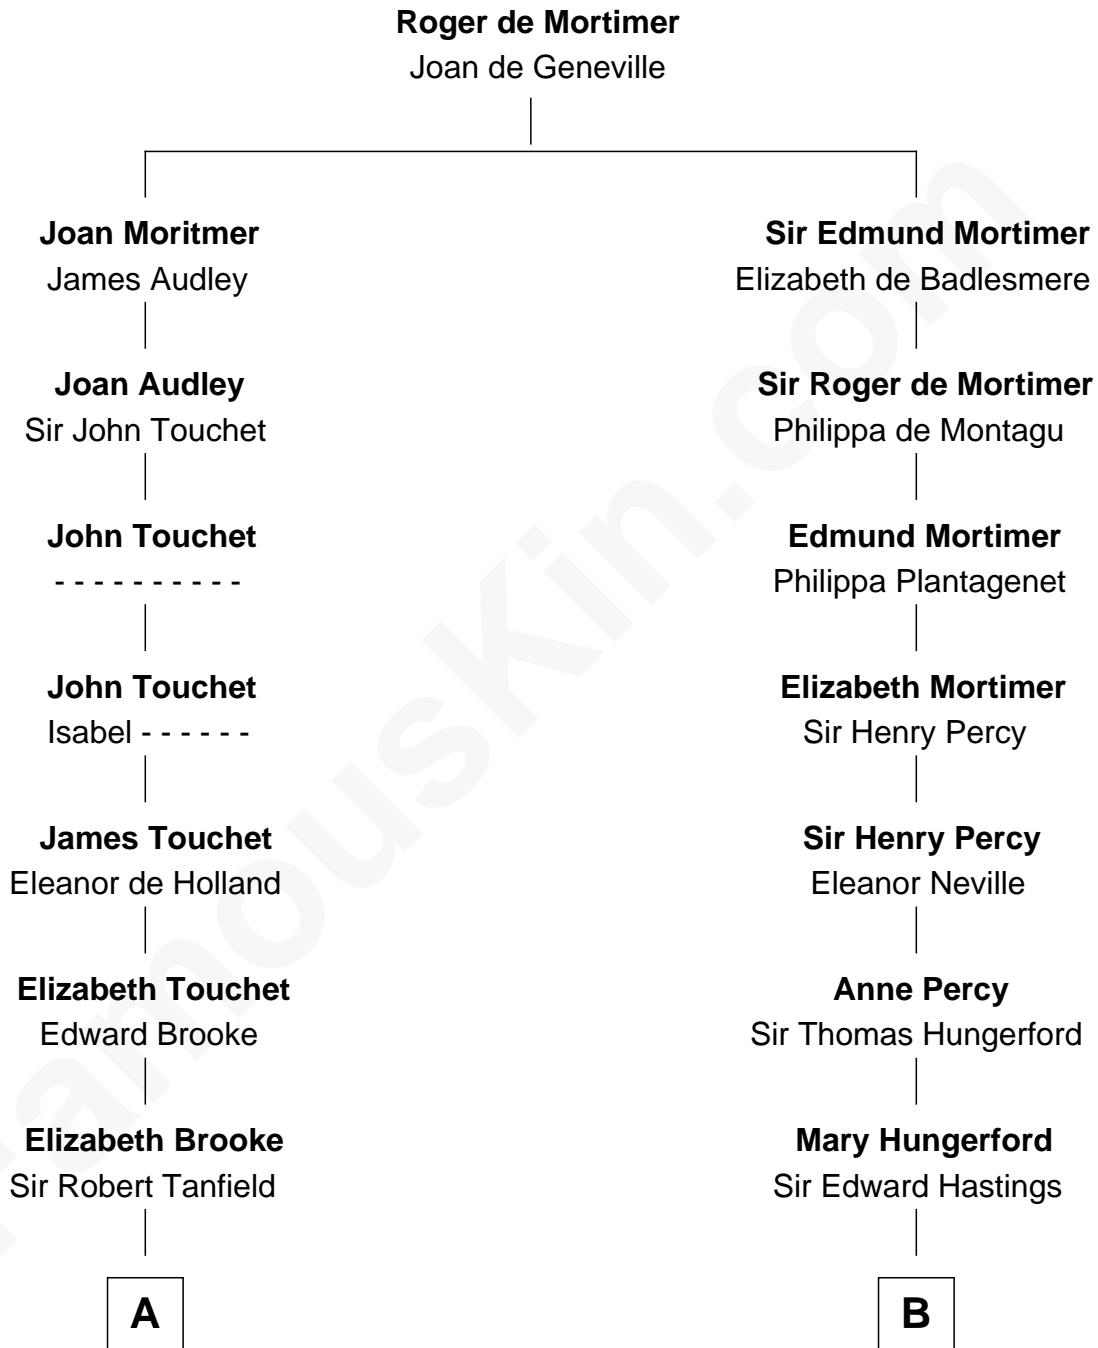 Roger de Mortimer
Joan de Geneville
Joan Moritmer
James Audley
Joan Audley
Sir John Touchet
John Touchet
- - - - - - - - - -
John Touchet
Isabel - - - - - -
James Touchet
Eleanor de Holland
Elizabeth Touchet
Edward Brooke
Elizabeth Brooke
Sir Robert Tanfield
A
Sir Edmund Mortimer
Elizabeth de Badlesmere
Sir Roger de Mortimer
Philippa de Montagu
Edmund Mortimer
Philippa Plantagenet
Elizabeth Mortimer
Sir Henry Percy
Sir Henry Percy
Eleanor Neville
Anne Percy
Sir Thomas Hungerford
Mary Hungerford
Sir Edward Hastings
B
FamousKin.com